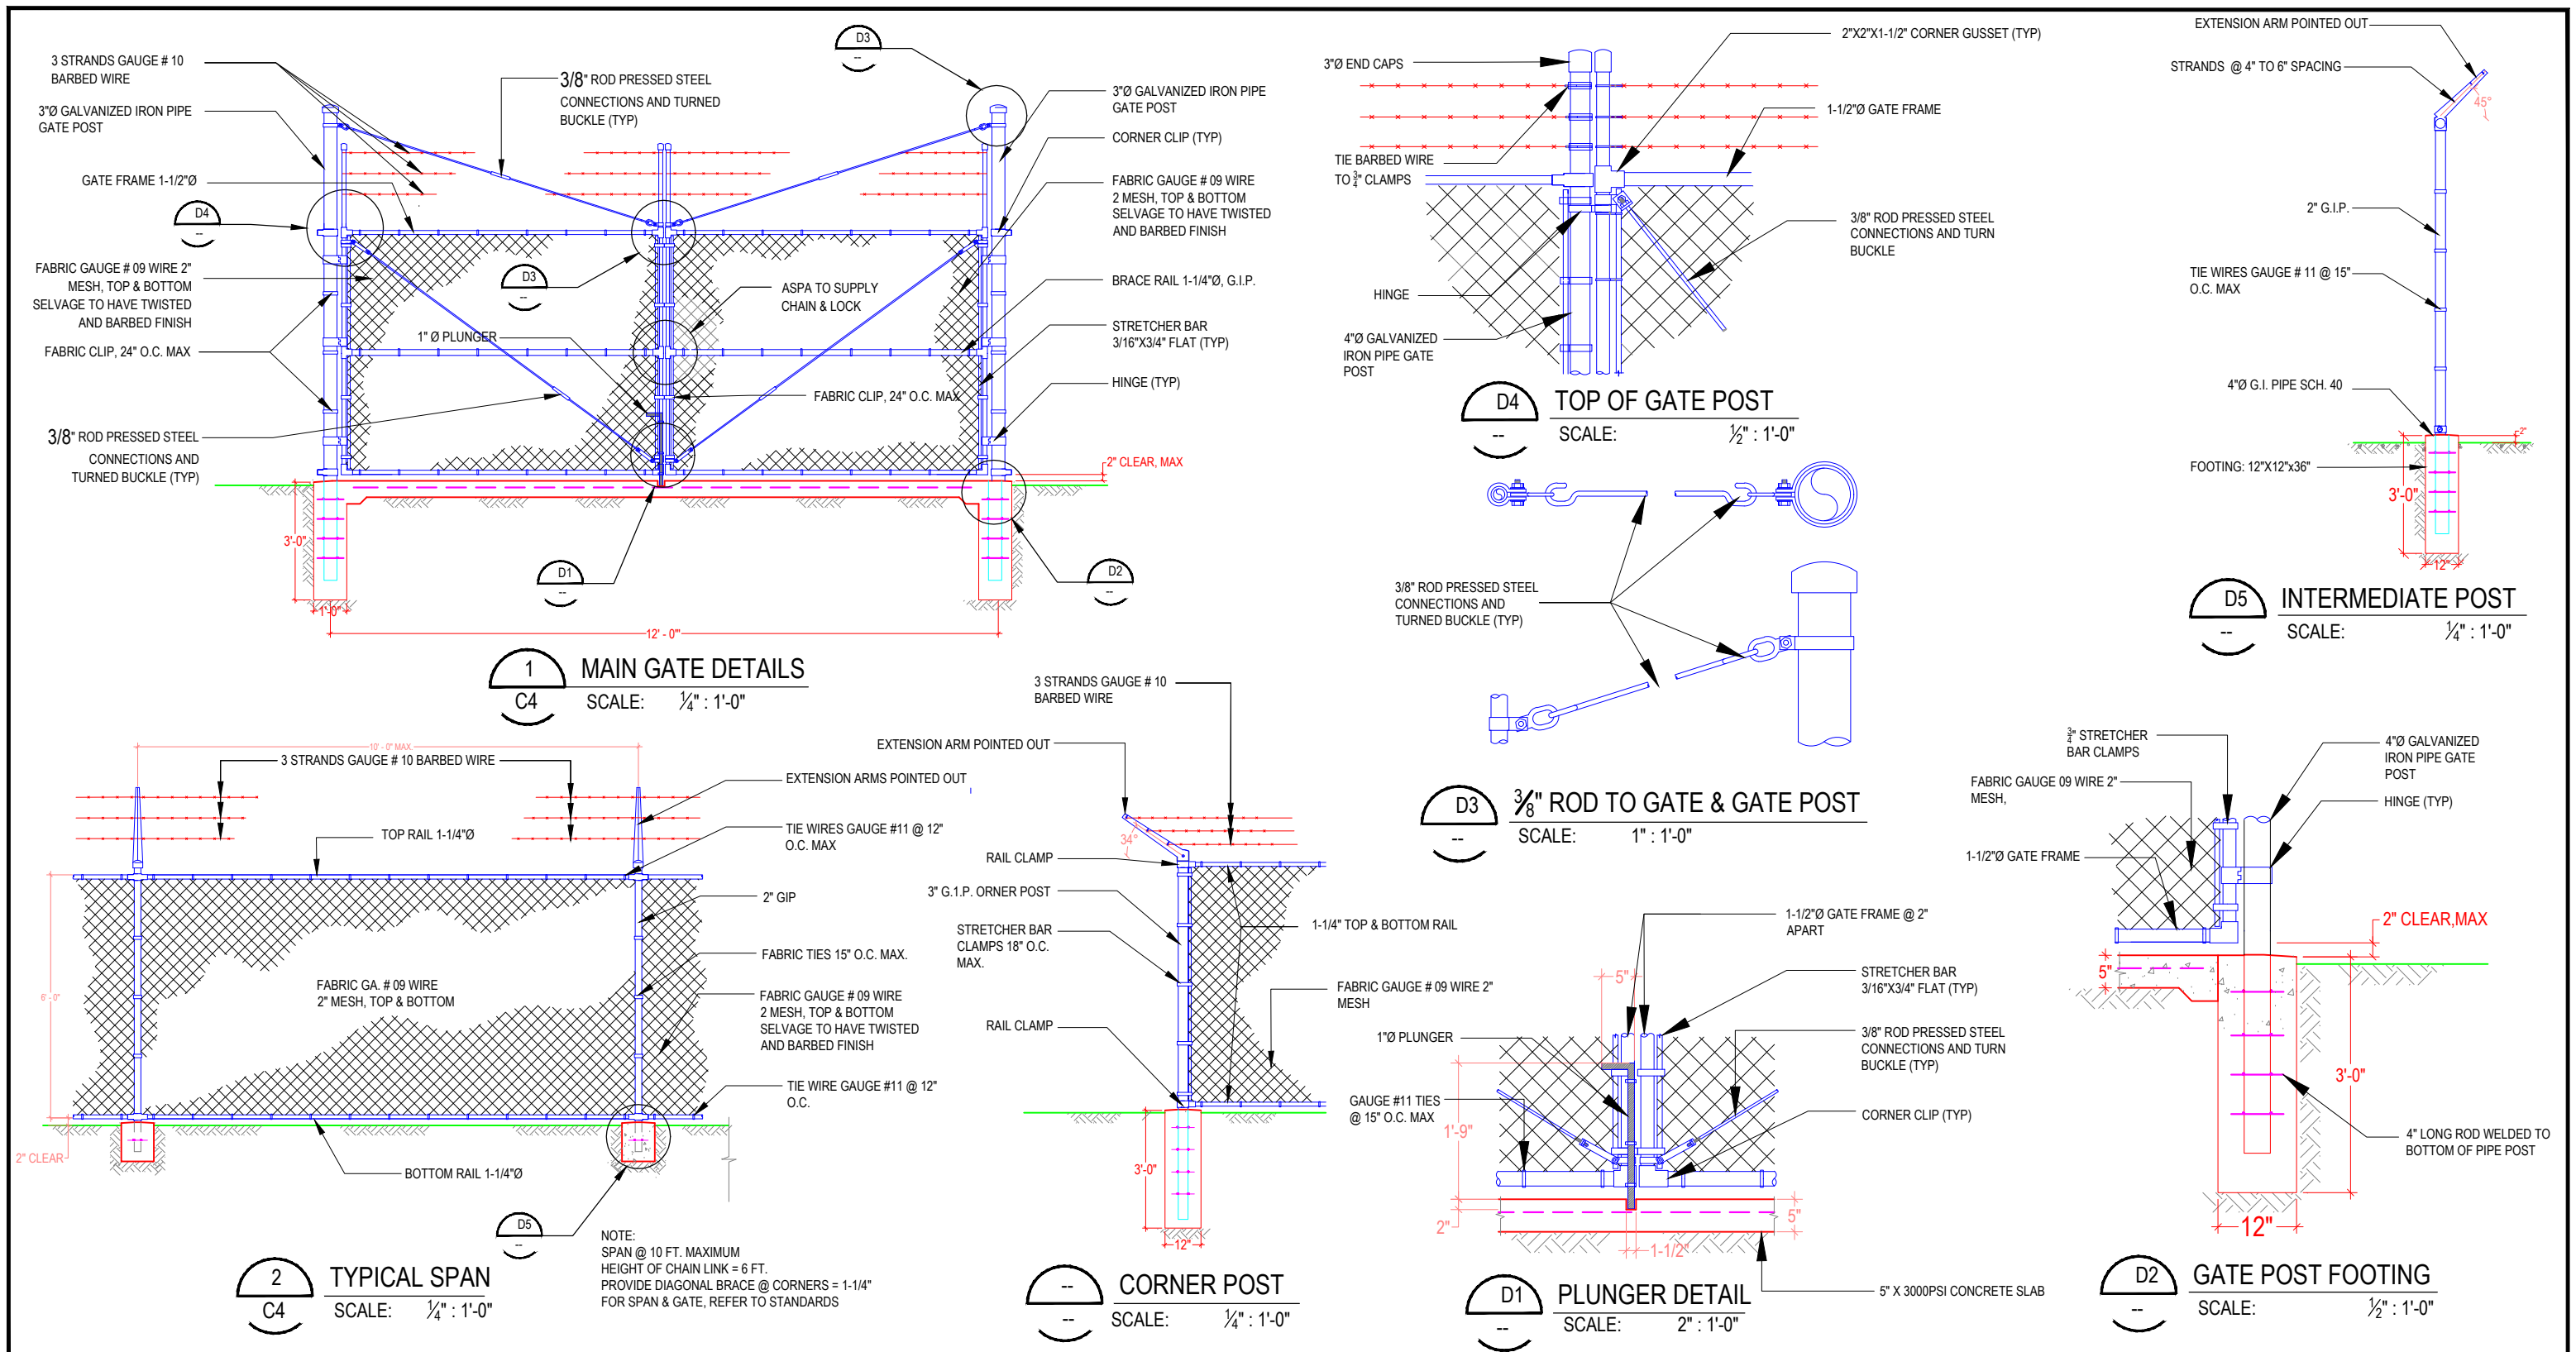 3 STRANDS GAUGE # 10
BARBED WIRE
3"Ø GALVANIZED IRON PIPE
GATE POST
GATE FRAME 1-1/2"Ø
D4
--
FABRIC GAUGE # 09 WIRE 2"
MESH, TOP & BOTTOM
SELVAGE TO HAVE TWISTED
AND BARBED FINISH
FABRIC CLIP, 24" O.C. MAX
3/8" ROD PRESSED STEEL
CONNECTIONS AND
TURNED BUCKLE (TYP)
3/8" ROD PRESSED STEEL
CONNECTIONS AND TURNED
BUCKLE (TYP)
D3
--
D3
--
ASPA TO SUPPLY
CHAIN & LOCK
1" Ø PLUNGER
FABRIC CLIP, 24" O.C. MAX
3"Ø GALVANIZED IRON PIPE
GATE POST
CORNER CLIP (TYP)
FABRIC GAUGE # 09 WIRE
2 MESH, TOP & BOTTOM
SELVAGE TO HAVE TWISTED
AND BARBED FINISH
BRACE RAIL 1-1/4"Ø, G.I.P.
STRETCHER BAR
3/16"X3/4" FLAT (TYP)
HINGE (TYP)
2" CLEAR, MAX
3'-0"
1'-0"
D1
--
D2
--
12' - 0"'
1
C4
MAIN GATE DETAILS
SCALE: 1/4" : 1'-0"
3"Ø END CAPS
2"X2"X1-1/2" CORNER GUSSET (TYP)
1-1/2"Ø GATE FRAME
TIE BARBED WIRE
TO 3/4" CLAMPS
3/8" ROD PRESSED STEEL
CONNECTIONS AND TURN
BUCKLE
HINGE
4"Ø GALVANIZED
IRON PIPE GATE
POST
D4
--
TOP OF GATE POST
SCALE: 1/2" : 1'-0"
3/8" ROD PRESSED STEEL
CONNECTIONS AND
TURNED BUCKLE (TYP)
D3
--
3/8" ROD TO GATE & GATE POST
SCALE: 1" : 1'-0"
EXTENSION ARM POINTED OUT
STRANDS @ 4" TO 6" SPACING
45°
2" G.I.P.
TIE WIRES GAUGE # 11 @ 15"
O.C. MAX
4"Ø G.I. PIPE SCH. 40
2"
FOOTING: 12"X12"x36"
3'-0"
12"
D5
--
INTERMEDIATE POST
SCALE: 1/4" : 1'-0"
10' - 0" MAX.
3 STRANDS GAUGE # 10 BARBED WIRE
EXTENSION ARMS POINTED OUT
TOP RAIL 1-1/4"Ø
TIE WIRES GAUGE #11 @ 12"
O.C. MAX
2" GIP
FABRIC TIES 15" O.C. MAX.
6' - 0"
FABRIC GA. # 09 WIRE
2" MESH, TOP & BOTTOM
FABRIC GAUGE # 09 WIRE
2 MESH, TOP & BOTTOM
SELVAGE TO HAVE TWISTED
AND BARBED FINISH
TIE WIRE GAUGE #11 @ 12"
O.C.
2" CLEAR
BOTTOM RAIL 1-1/4"Ø
D5
--
NOTE:
SPAN @ 10 FT. MAXIMUM
HEIGHT OF CHAIN LINK = 6 FT.
PROVIDE DIAGONAL BRACE @ CORNERS = 1-1/4"
FOR SPAN & GATE, REFER TO STANDARDS
2
C4
TYPICAL SPAN
SCALE: 1/4" : 1'-0"
3 STRANDS GAUGE # 10
BARBED WIRE
EXTENSION ARM POINTED OUT
34°
RAIL CLAMP
3" G.1.P. ORNER POST
STRETCHER BAR
CLAMPS 18" O.C.
MAX.
1-1/4" TOP & BOTTOM RAIL
FABRIC GAUGE # 09 WIRE 2"
MESH
RAIL CLAMP
3'-0"
12"
--
--
CORNER POST
SCALE: 1/4" : 1'-0"
1-1/2"Ø GATE FRAME @ 2"
APART
5"
STRETCHER BAR
3/16"X3/4" FLAT (TYP)
1"Ø PLUNGER
3/8" ROD PRESSED STEEL
CONNECTIONS AND TURN
BUCKLE (TYP)
GAUGE #11 TIES
@ 15" O.C. MAX
CORNER CLIP (TYP)
1'-9"
2"
5"
1-1/2"
5" X 3000PSI CONCRETE SLAB
D1
--
PLUNGER DETAIL
SCALE: 2" : 1'-0"
3/4" STRETCHER
BAR CLAMPS
4"Ø GALVANIZED
IRON PIPE GATE
POST
FABRIC GAUGE 09 WIRE 2"
MESH,
HINGE (TYP)
1-1/2"Ø GATE FRAME
2" CLEAR,MAX
5"
3'-0"
4" LONG ROD WELDED TO
BOTTOM OF PIPE POST
12"
D2
--
GATE POST FOOTING
SCALE: 1/2" : 1'-0"